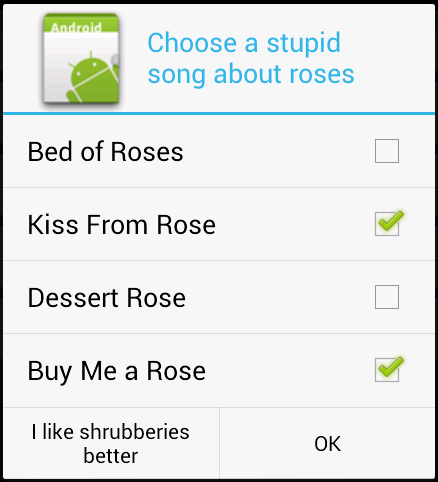 Android
Choose a stupid
song about roses
Bed of Roses
Kiss From Rose
Dessert Rose
Buy Me a Rose
I like shrubberies
better
OK